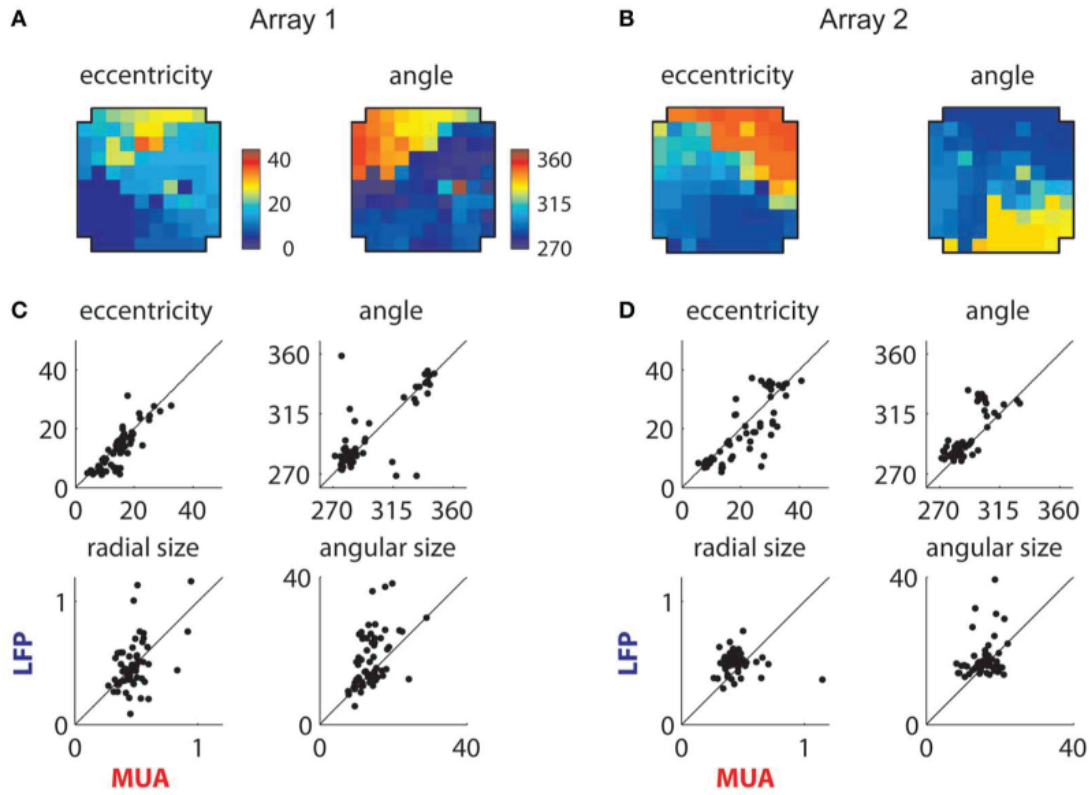 A Array 1
B Array 2
eccentricity angle
eccentricity angle
40 20 0
360 315 270
C eccentricity angle
D eccentricity angle
40 20 0
0 20 40
360 315 270
270 315 360
40 20 0
0 20 40
360 315 270
270 315 360
radial size angular size
radial size angular size
LFP
1 0
0 1
MUA
40 0
0 40
LFP
1 0
0 1
MUA
40 0
0 40